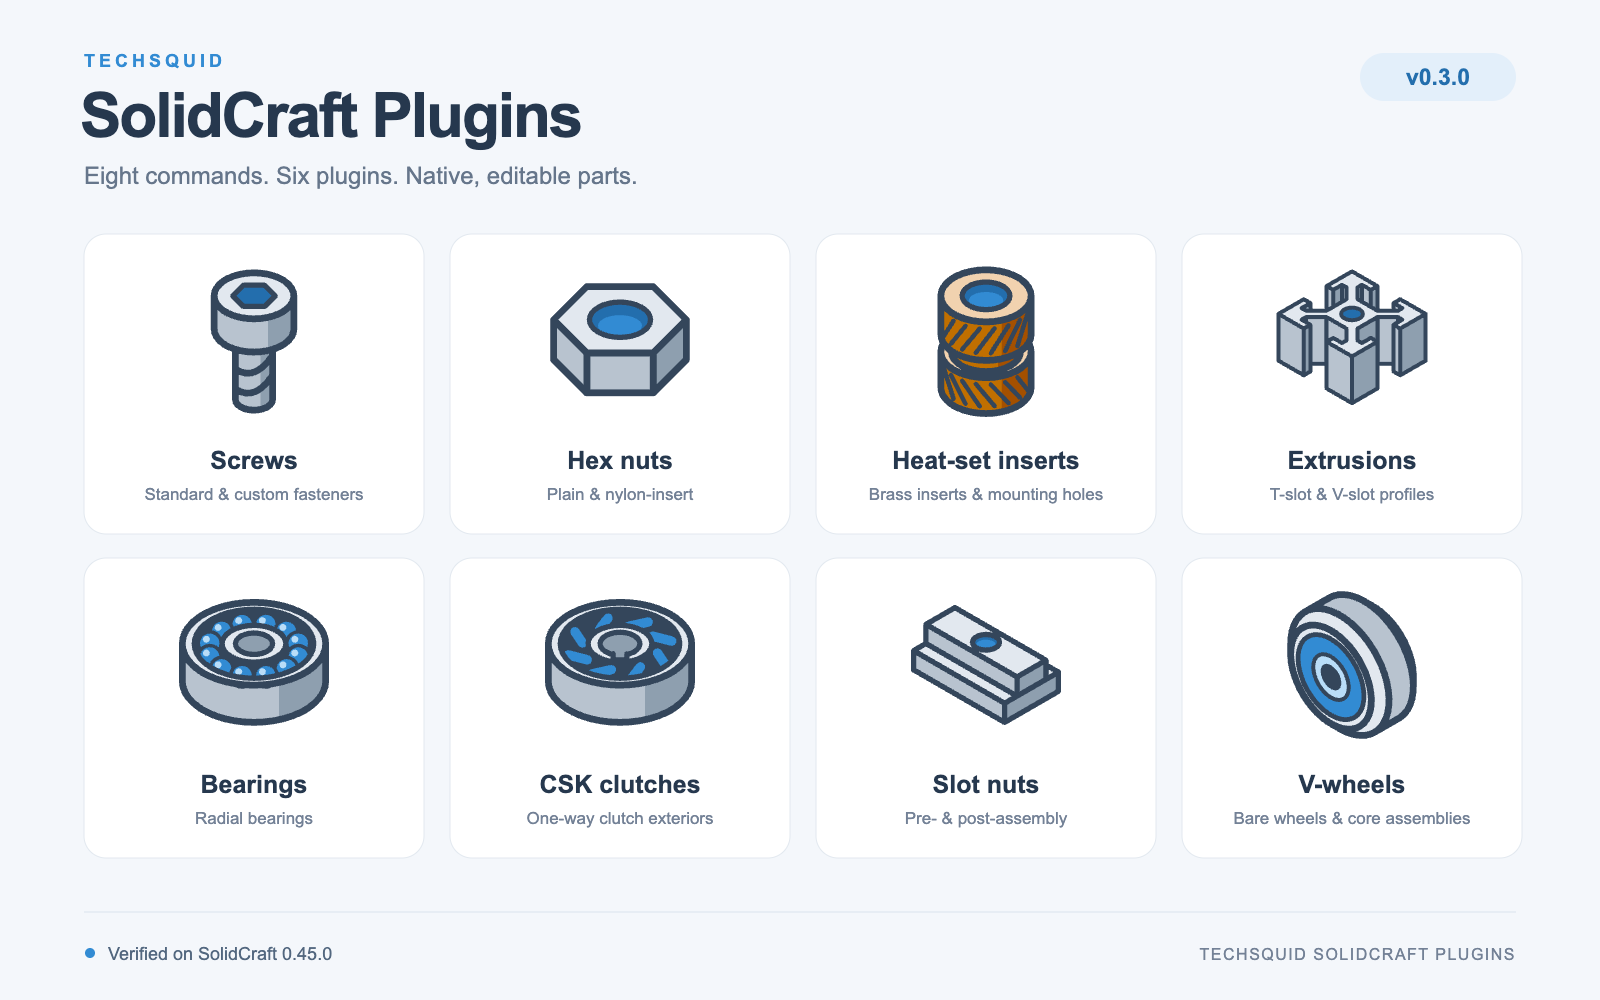 TECHSQUID
v0.3.0
SolidCraft Plugins
Eight commands. Six plugins. Native, editable parts.
Screws
Standard & custom fasteners
Hex nuts
Plain & nylon-insert
Heat-set inserts
Brass inserts & mounting holes
Extrusions
T-slot & V-slot profiles
Bearings
Radial bearings
CSK clutches
One-way clutch exteriors
Slot nuts
Pre- & post-assembly
V-wheels
Bare wheels & core assemblies
Verified on SolidCraft 0.45.0
TECHSQUID SOLIDCRAFT PLUGINS